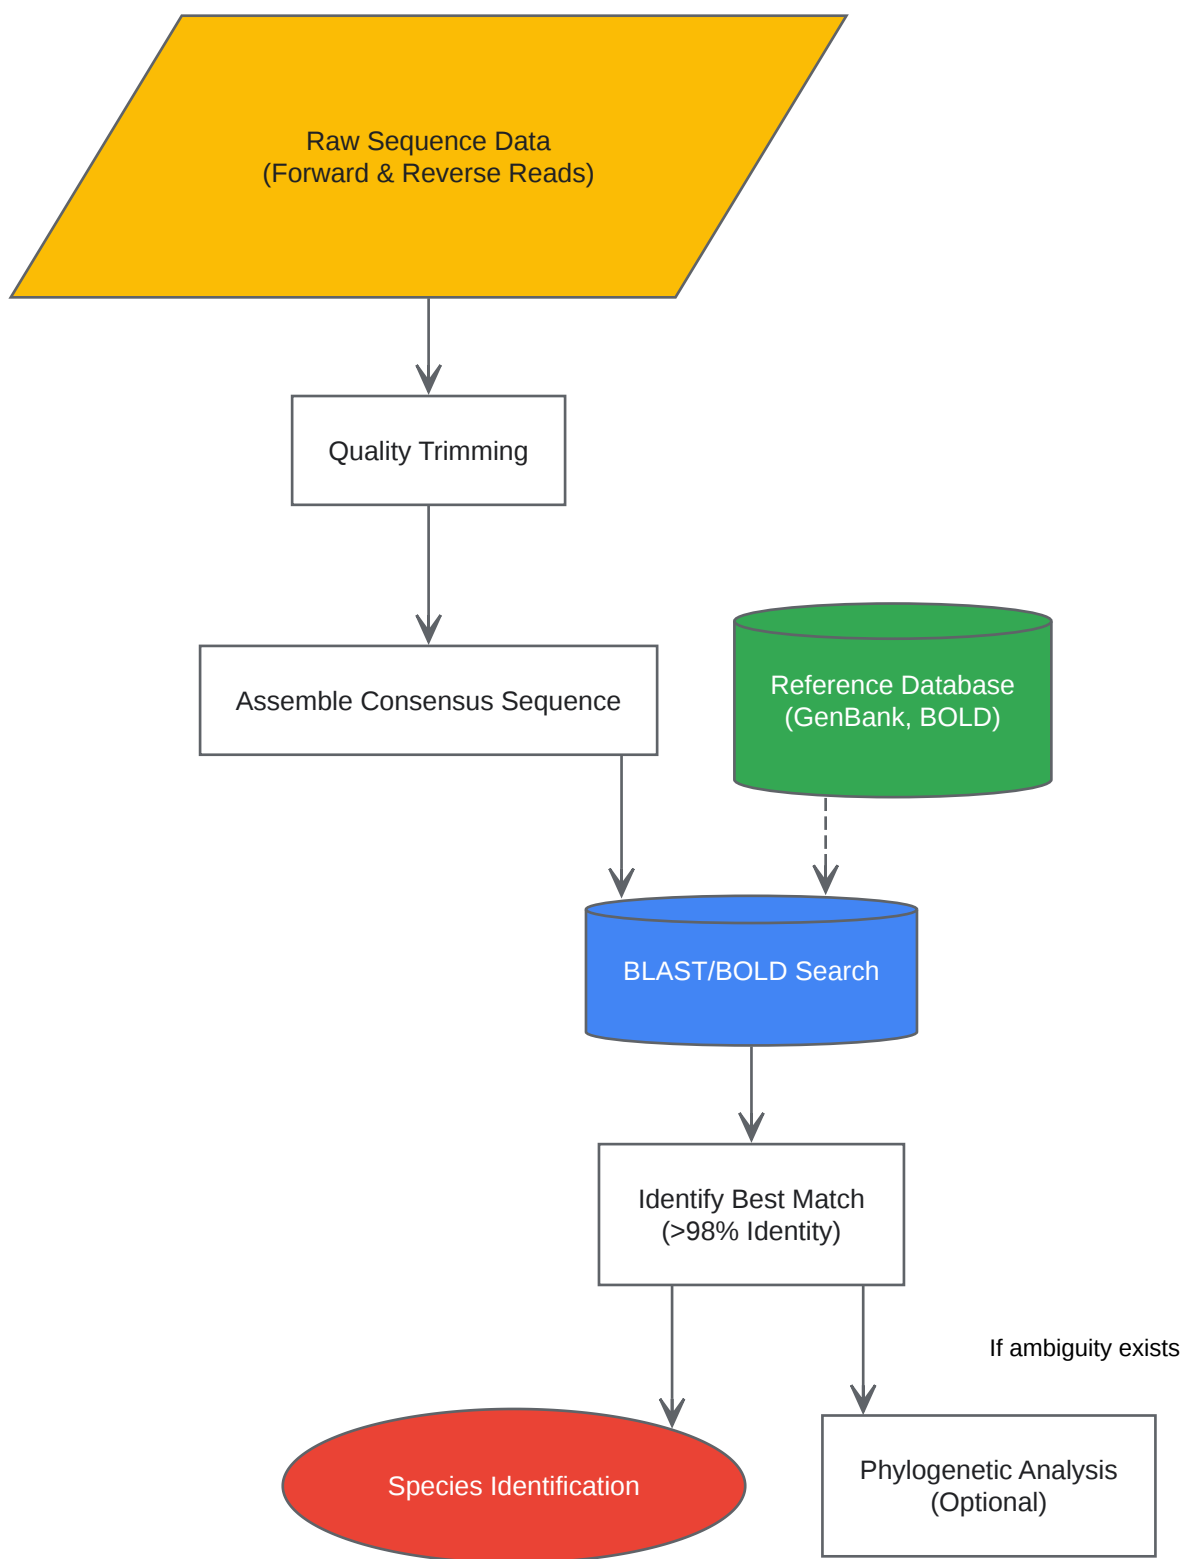 Raw Sequence Data
(Forward & Reverse Reads)
Quality Trimming
Assemble Consensus Sequence
Reference Database
(GenBank, BOLD)
BLAST/BOLD Search
Identify Best Match
(>98% Identity)
If ambiguity exists
Species Identification
Phylogenetic Analysis
(Optional)